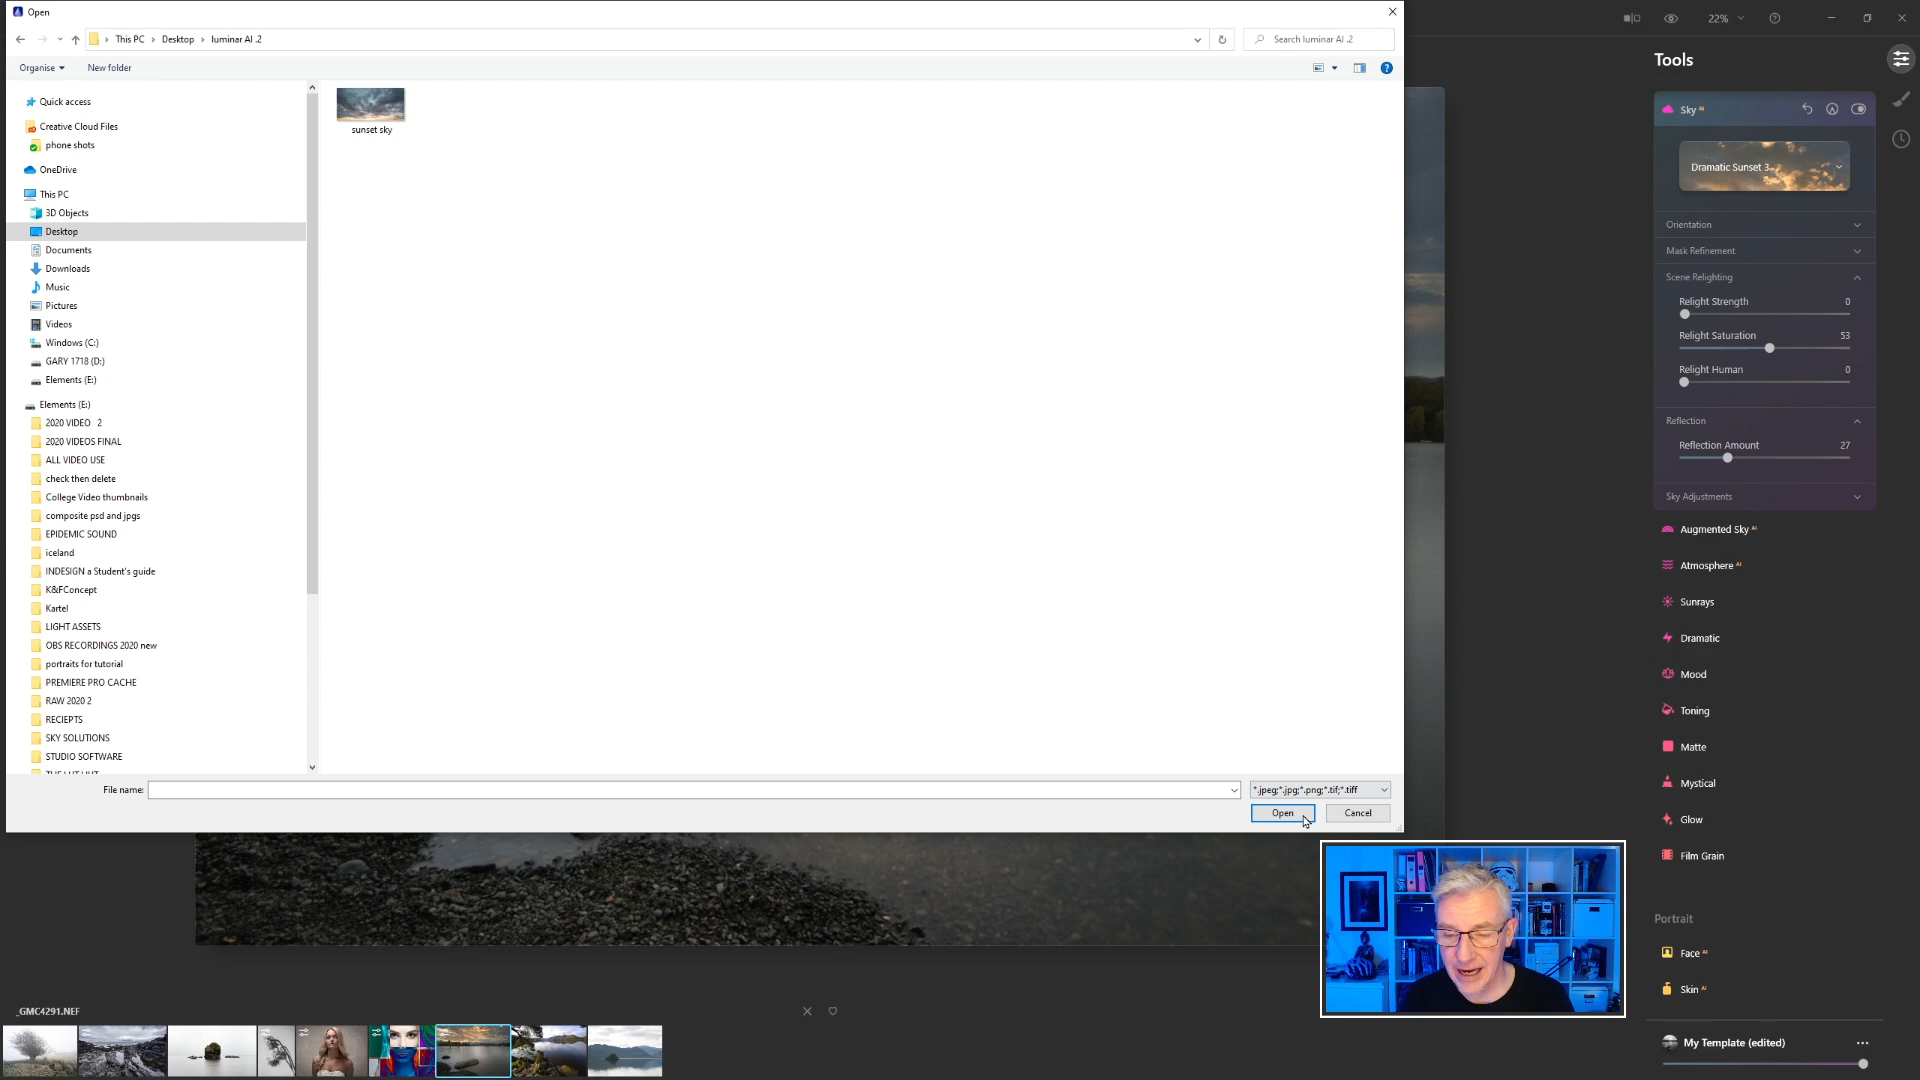 Open
This PC
Desktop
luminar AI .2
Search luminar AI .2
Organise
New folder
Quick access
Creative Cloud Files
phone shots
OneDrive
This PC
3D Objects
Desktop
Documents
Downloads
Music
Pictures
Videos
Windows (C:)
GARY 1718 (D:)
Elements (E:)
Elements (E:)
2020 VIDEO 2
2020 VIDEOS FINAL
ALL VIDEO USE
check then delete
College Video thumbnails
composite psd and jpgs
EPIDEMIC SOUND
iceland
INDESIGN a Student's guide
K&FConcept
Kartel
LIGHT ASSETS
OBS RECORDINGS 2020 new
portraits for tutorial
PREMIERE PRO CACHE
RAW 2020 2
RECIEPTS
SKY SOLUTIONS
STUDIO SOFTWARE
sunset sky
File name:
*.jpeg;*.jpg;*.png;*.tif;*.tiff
Open
Cancel
22%
Tools
Sky AI
Dramatic Sunset 3
Orientation
Mask Refinement
Scene Relighting
Relight Strength 0
Relight Saturation 53
Relight Human 0
Reflection
Reflection Amount 27
Sky Adjustments
Augmented Sky AI
Atmosphere AI
Sunrays
Dramatic
Mood
Toning
Matte
Mystical
Glow
Film Grain
Portrait
Face AI
Skin AI
My Template (edited)
_GMC4291.NEF